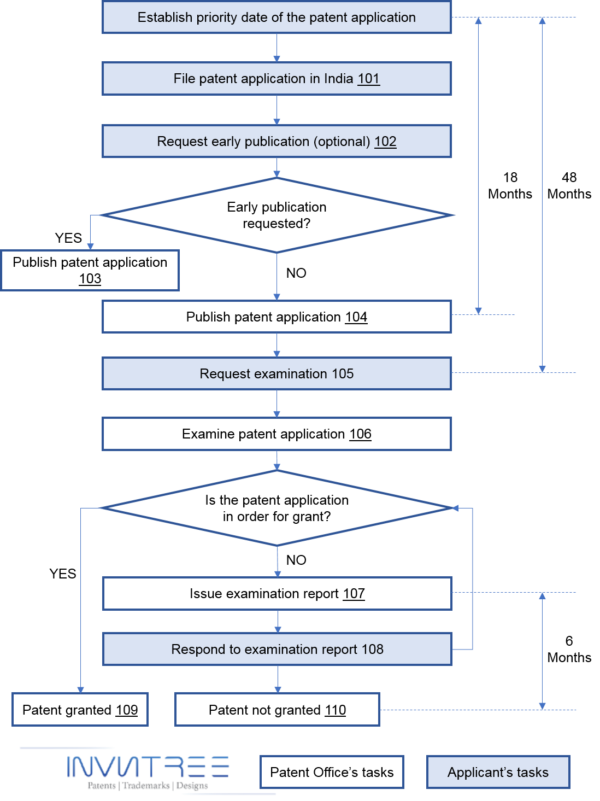 Establish priority date of the patent application
File patent application in India 101
Request early publication (optional) 102
18
Months
48
Months
Early publication
requested?
YES
Publish patent application
103
NO
Publish patent application 104
Request examination 105
Examine patent application 106
Is the patent application
in order for grant?
NO
YES
Issue examination report 107
Respond to examination report 108
6
Months
Patent granted 109
Patent not granted 110
INVNTREE
Patents | Trademarks | Designs
Patent Office's tasks
Applicant's tasks